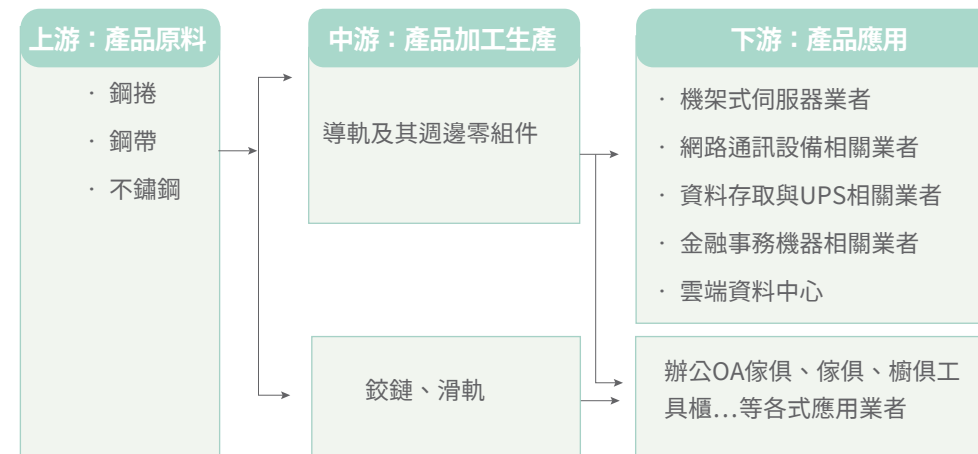 上游：產品原料
· 鋼捲
· 鋼帶
· 不鏽鋼
中游：產品加工生產
導軌及其週邊零組件
鉸鏈、滑軌
下游：產品應用
· 機架式伺服器業者
· 網路通訊設備相關業者
· 資料存取與UPS相關業者
· 金融事務機器相關業者
· 雲端資料中心
辦公OA傢俱、傢俱、櫥俱工
具櫃...等各式應用業者